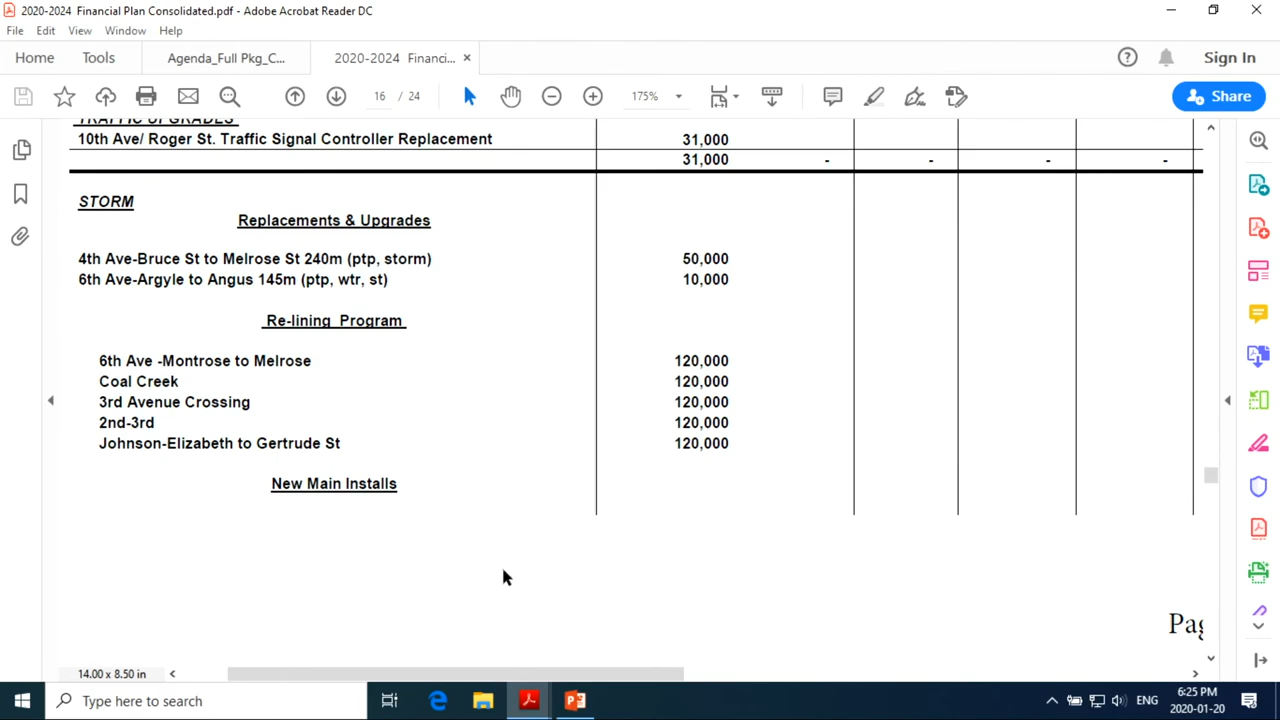 2020-2024 Financial Plan Consolidated.pdf - Adobe Acrobat Reader DC
File Edit View Window Help
Home Tools Agenda_Full Pkg_C... 2020-2024 Financi... × Sign In
16 / 24 175% Share
TRAFFIC UPGRADES
10th Ave/ Roger St. Traffic Signal Controller Replacement 31,000
31,000 - - - -
STORM
Replacements & Upgrades
4th Ave-Bruce St to Melrose St 240m (ptp, storm) 50,000
6th Ave-Argyle to Angus 145m (ptp, wtr, st) 10,000
Re-lining Program
6th Ave -Montrose to Melrose 120,000
Coal Creek 120,000
3rd Avenue Crossing 120,000
2nd-3rd 120,000
Johnson-Elizabeth to Gertrude St 120,000
New Main Installs
Pag
14.00 x 8.50 in
Type here to search ENG 6:25 PM
2020-01-20